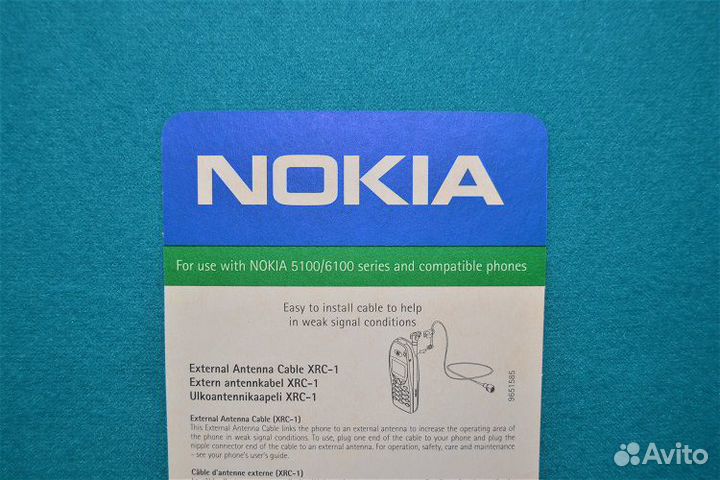 NOKIA
For use with NOKIA 5100/6100 series and compatible phones
Easy to install cable to help
in weak signal conditions
External Antenna Cable XRC-1
Extern antennkabel XRC-1
Ulkoantennikaapeli XRC-1
9651585
External Antenna Cable (XRC-1)
This External Antenna Cable links the phone to an external antenna to increase the operating area of
the phone in weak signal conditions. To use, plug one end of the cable to your phone and plug the
nipple connector end of the cable to an external antenna. For operation, safety, care and maintenance
- see your phone's user's guide.
Câble d'antenne externe (XRC-1)
Avito